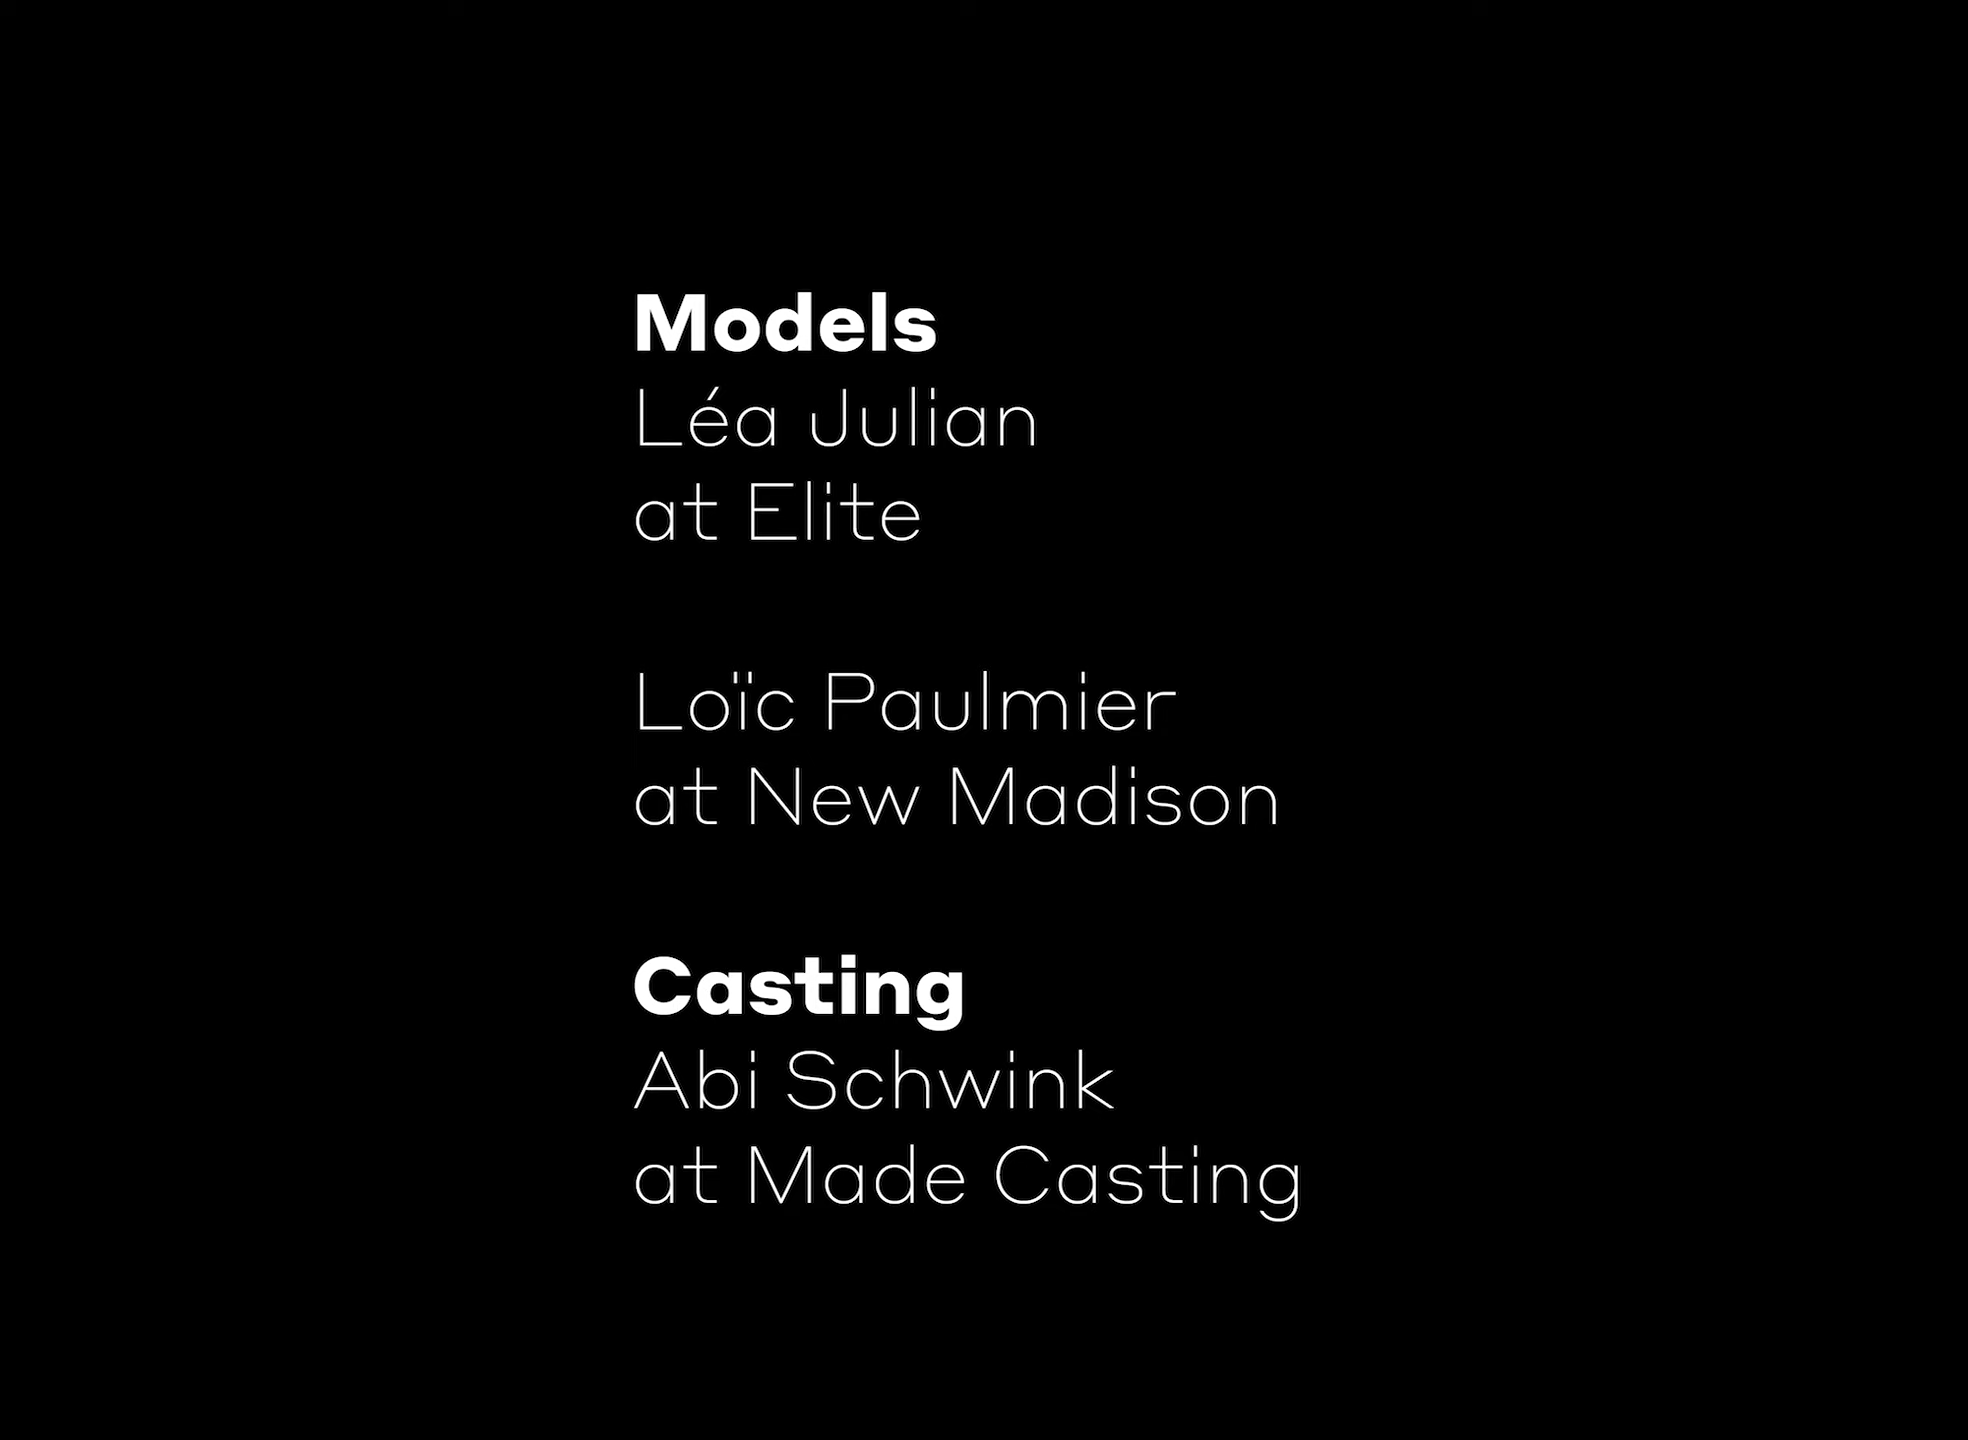 Models
Léa Julian
at Elite
Loïc Paulmier
at New Madison
Casting
Abi Schwink
at Made Casting